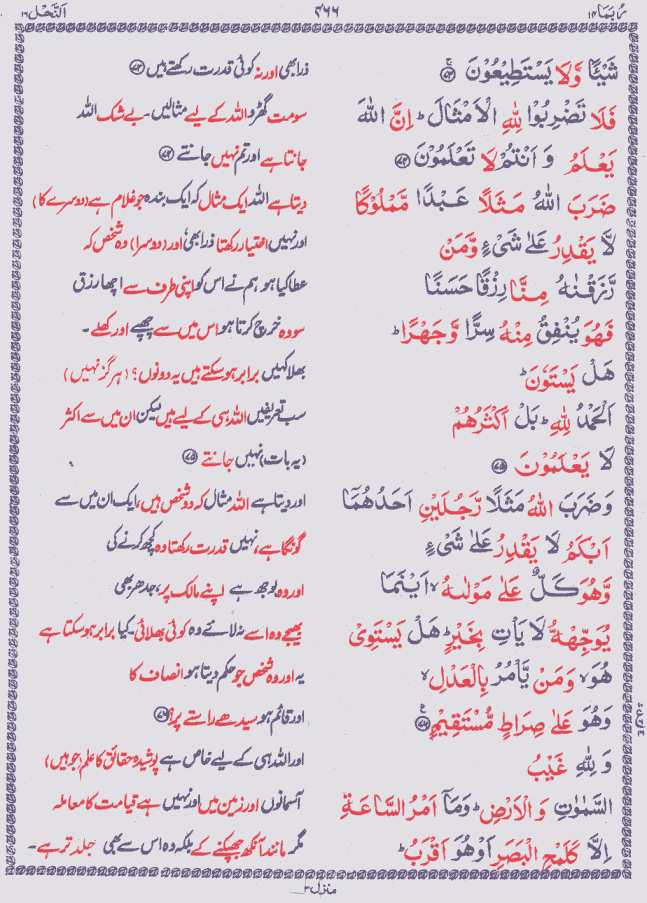 رُبَمَا ۱۴
۴۶۶
اَلنَّحْل ۱۶
شَيْـًٔا وَّلَا يَسْتَطِيْعُوْنَ ۚ‏﴿۷۳﴾ ذرا بھی اور نہ کوئی قدرت رکھتے ہیں ﴿۷۳﴾
فَلَا تَضْرِبُوْا لِلّٰهِ الْاَمْثَالَ ؕ اِنَّ اللّٰهَ سو مت گھڑو اللہ کے لیے مثالیں۔ بے شک اللہ
يَعْلَمُ وَ اَنْتُمْ لَا تَعْلَمُوْنَ ﴿۷۴﴾ جانتا ہے اور تم نہیں جانتے ﴿۷۴﴾
ضَرَبَ اللّٰهُ مَثَلًا عَبْدًا مَّمْلُوْكًا دیتا ہے اللہ ایک مثال کہ ایک بندہ جو غلام ہے (دوسرے کا)
لَّا يَقْدِرُ عَلٰى شَىْءٍ وَّمَنْ اور نہیں اختیار رکھتا ذرا بھی، اور (دوسرا) وہ شخص کہ
رَّزَقْنٰهُ مِنَّا رِزْقًا حَسَنًا عطا کیا ہو ہم نے اس کو اپنی طرف سے اچھا رزق
فَهُوَ يُنْفِقُ مِنْهُ سِرًّا وَّجَهْرًا ؕ سو وہ خرچ کرتا ہو اس میں سے چھپے اور کھلے۔
هَلْ يَسْتَوٗنَ ؕ بھلا کہیں برابر ہو سکتے ہیں یہ دونوں؟ (ہرگز نہیں)
اَلْحَمْدُ لِلّٰهِ ؕ بَلْ اَكْثَرُهُمْ سب تعریفیں اللہ ہی کے لیے ہیں لیکن ان میں سے اکثر
لَا يَعْلَمُوْنَ ﴿۷۵﴾ (یہ بات) نہیں جانتے ﴿۷۵﴾
وَضَرَبَ اللّٰهُ مَثَلًا رَّجُلَيْنِ اَحَدُهُمَاۤ اور دیتا ہے اللہ مثال کہ دو شخص ہیں، ایک ان میں سے
اَبْكَمُ لَا يَقْدِرُ عَلٰى شَىْءٍ گونگا ہے، نہیں قدرت رکھتا وہ کچھ کرنے کی
وَّهُوَ كَلٌّ عَلٰى مَوْلٰىهُ ۙ اَيْنَمَا اور وہ بوجھ ہے اپنے مالک پر، جدھر بھی
يُوَجِّهْهُّ لَا يَاْتِ بِخَيْرٍ ؕ هَلْ يَسْتَوِىْ بھیجے وہ اسے نہ لائے وہ کوئی بھلائی۔ کیا برابر ہو سکتا ہے
هُوَ ۙ وَمَنْ يَّاْمُرُ بِالْعَدْلِ ۙ یہ اور وہ شخص جو حکم دیتا ہو انصاف کا
وَهُوَ عَلٰى صِرَاطٍ مُّسْتَقِيْمٍ ﴿۷۶﴾ اور قائم ہو سیدھے راستے پر؟ ﴿۷۶﴾
وَ لِلّٰهِ غَيْبُ اور اللہ ہی کے لیے خاص ہے پوشیدہ حقائق کا علم (جو ہیں)
السَّمٰوٰتِ وَ الْاَرْضِ ؕ وَمَاۤ اَمْرُ السَّاعَةِ آسمانوں اور زمین میں اور نہیں ہے قیامت کا معاملہ
اِلَّا كَلَمْحِ الْبَصَرِ اَوْ هُوَ اَقْرَبُ ؕ مگر مانند آنکھ جھپکنے کے بلکہ وہ اس سے بھی جلد تر ہے۔
منزل ۳